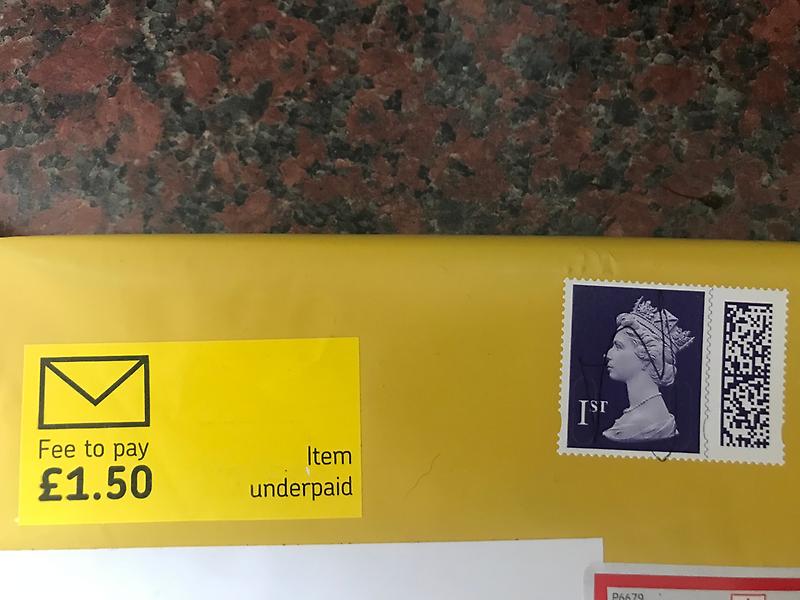 Fee to pay
£1.50
Item
underpaid
1ST
P6679